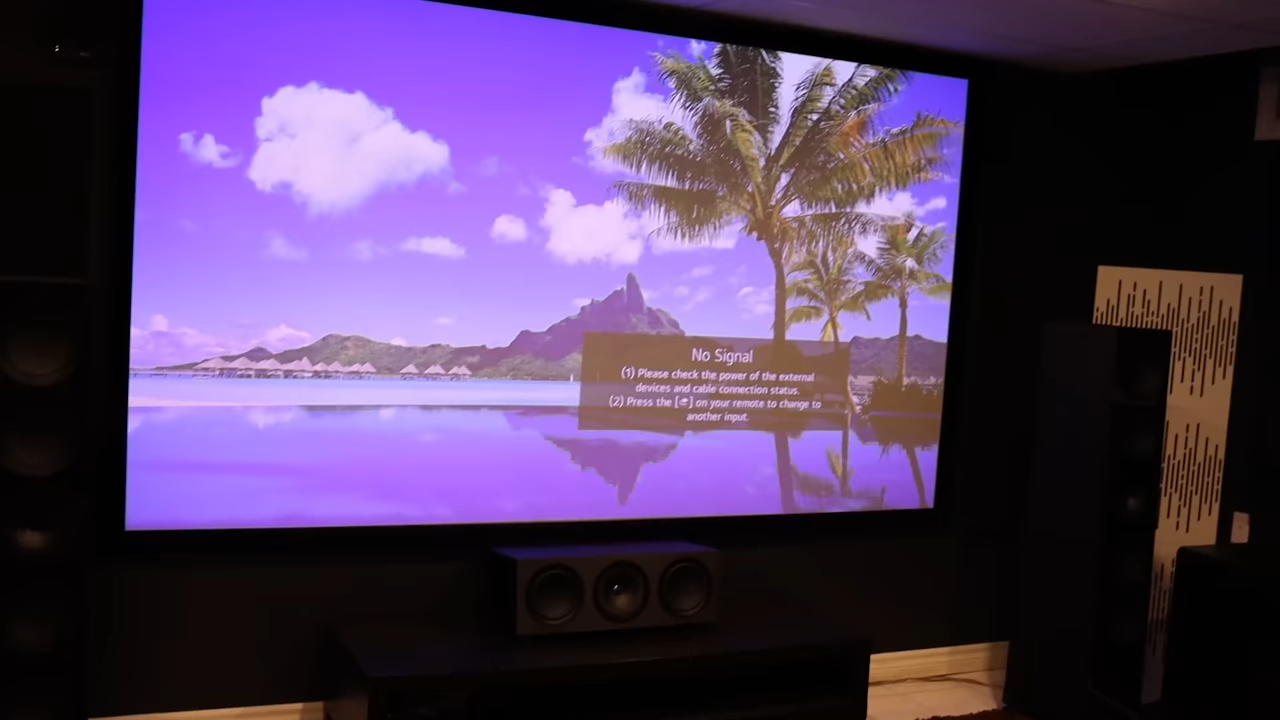 No Signal
(1) Please check the power of the external
devices and cable connection status.
(2) Press the [ ] on your remote to change to
another input.